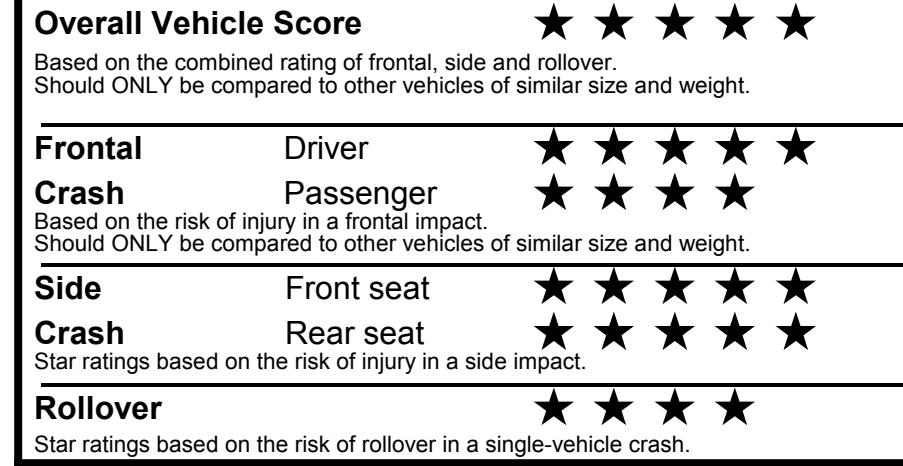 Overall Vehicle Score ★ ★ ★ ★ ★
Based on the combined rating of frontal, side and rollover.
Should ONLY be compared to other vehicles of similar size and weight.
Frontal Driver ★ ★ ★ ★ ★
Crash Passenger ★ ★ ★ ★
Based on the risk of injury in a frontal impact.
Should ONLY be compared to other vehicles of similar size and weight.
Side Front seat ★ ★ ★ ★ ★
Crash Rear seat ★ ★ ★ ★ ★
Star ratings based on the risk of injury in a side impact.
Rollover ★ ★ ★ ★
Star ratings based on the risk of rollover in a single-vehicle crash.